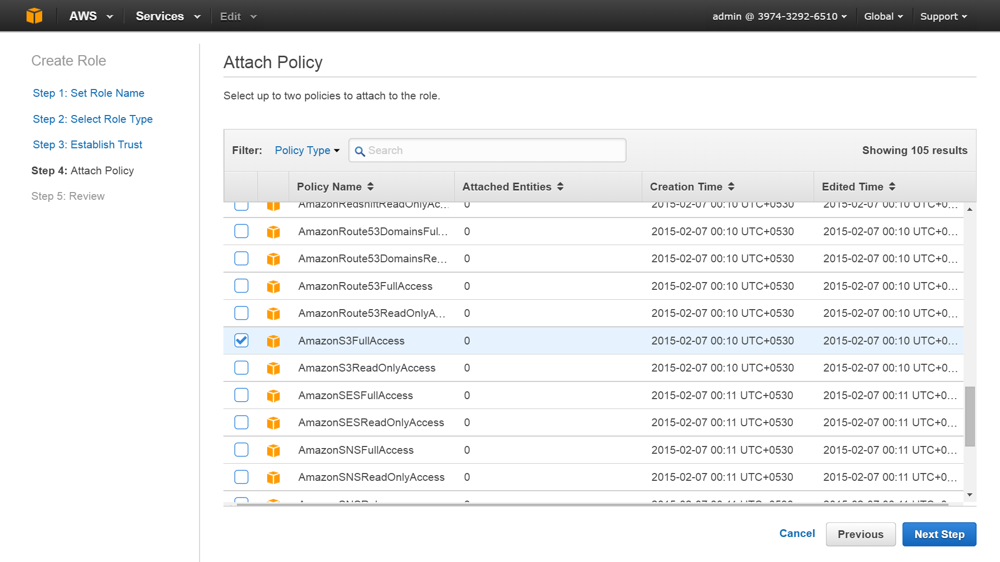 AWS Services Edit admin @ 3974-3292-6510 Global Support
Create Role
Step 1: Set Role Name
Step 2: Select Role Type
Step 3: Establish Trust
Step 4: Attach Policy
Step 5: Review
Attach Policy
Select up to two policies to attach to the role.
Filter: Policy Type Search Showing 105 results
Policy Name Attached Entities Creation Time Edited Time
AmazonRedshiftReadOnlyAc... 0 2015-02-07 00:10 UTC+0530 2015-02-07 00:10 UTC+0...
AmazonRoute53DomainsFul... 0 2015-02-07 00:10 UTC+0530 2015-02-07 00:10 UTC+0...
AmazonRoute53DomainsRe... 0 2015-02-07 00:10 UTC+0530 2015-02-07 00:10 UTC+0...
AmazonRoute53FullAccess 0 2015-02-07 00:10 UTC+0530 2015-02-07 00:10 UTC+0...
AmazonRoute53ReadOnlyA... 0 2015-02-07 00:10 UTC+0530 2015-02-07 00:10 UTC+0...
AmazonS3FullAccess 0 2015-02-07 00:10 UTC+0530 2015-02-07 00:10 UTC+0...
AmazonS3ReadOnlyAccess 0 2015-02-07 00:10 UTC+0530 2015-02-07 00:10 UTC+0...
AmazonSESFullAccess 0 2015-02-07 00:11 UTC+0530 2015-02-07 00:11 UTC+0...
AmazonSESReadOnlyAccess 0 2015-02-07 00:11 UTC+0530 2015-02-07 00:11 UTC+0...
AmazonSNSFullAccess 0 2015-02-07 00:11 UTC+0530 2015-02-07 00:11 UTC+0...
AmazonSNSReadOnlyAccess 0 2015-02-07 00:11 UTC+0530 2015-02-07 00:11 UTC+0...
Cancel Previous Next Step